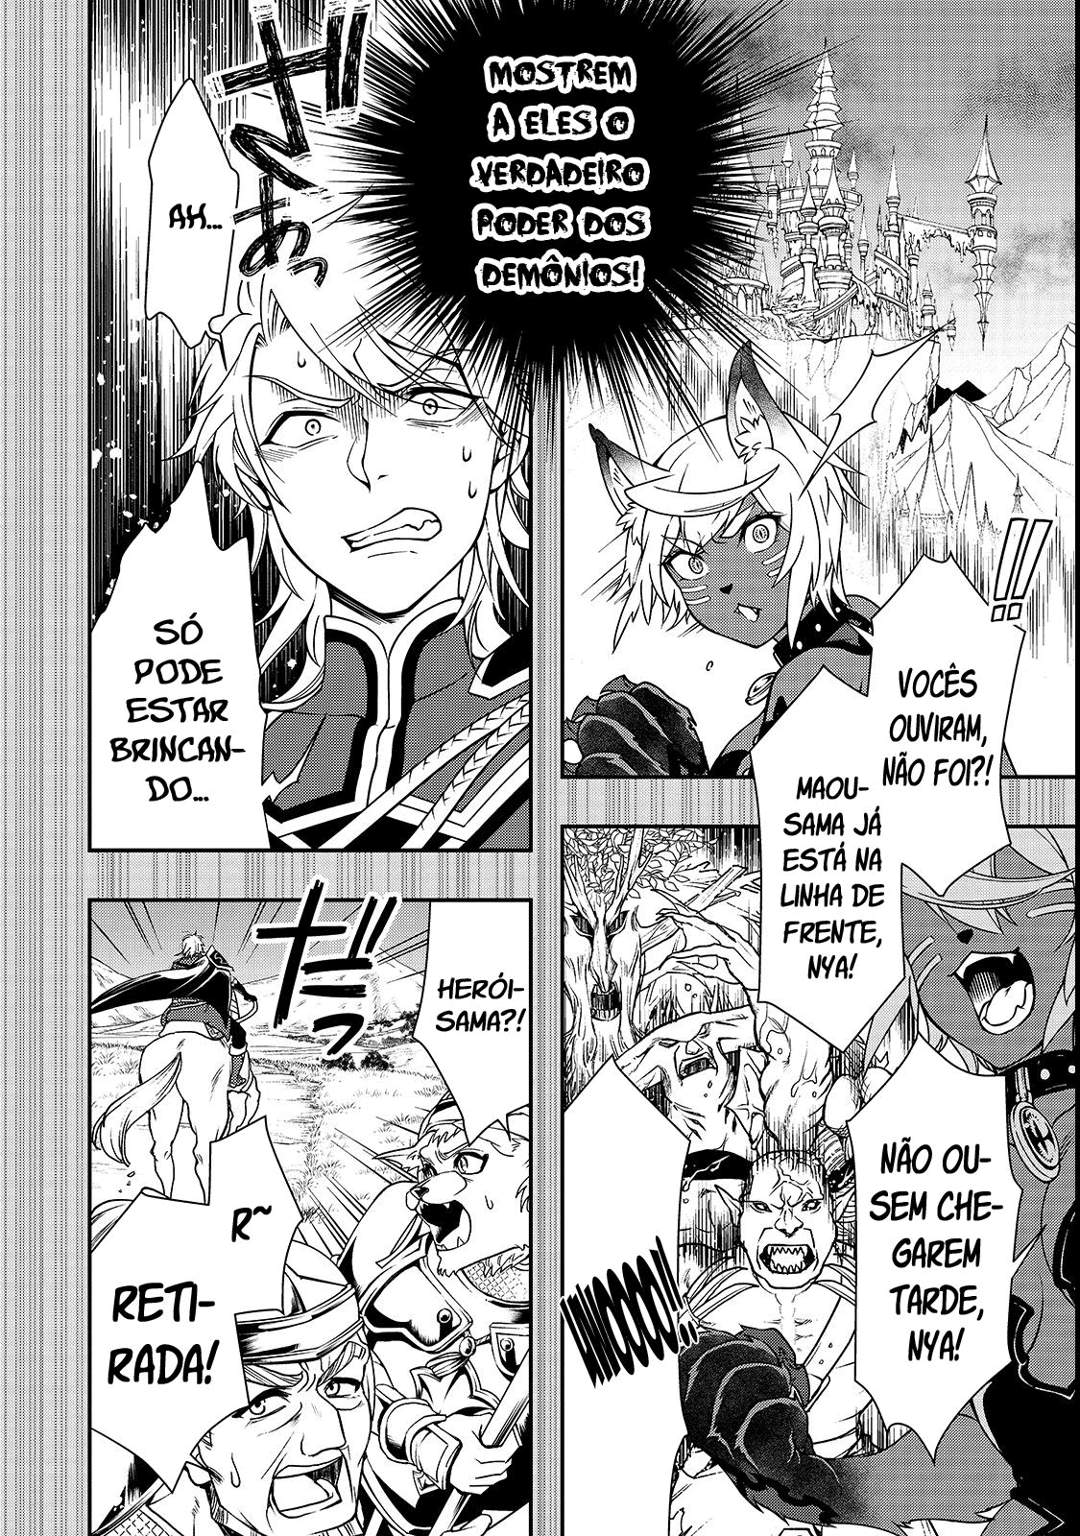 MOSTREM
A ELES O
VERDADEIRO
PODER DOS
DEMÔNIOS!
!!
VOCÊS
OUVIRAM,
NÃO FOI?!
MAOU-
SAMA JÁ
ESTÁ NA
LINHA DE
FRENTE,
NYA!
NÃO OU-
SEM CHE-
GAREM
TARDE,
NYA!
AH...
SÓ
PODE
ESTAR
BRINCAN-
DO...
HERÓI-
SAMA?!
R~
RETI-
RADA!